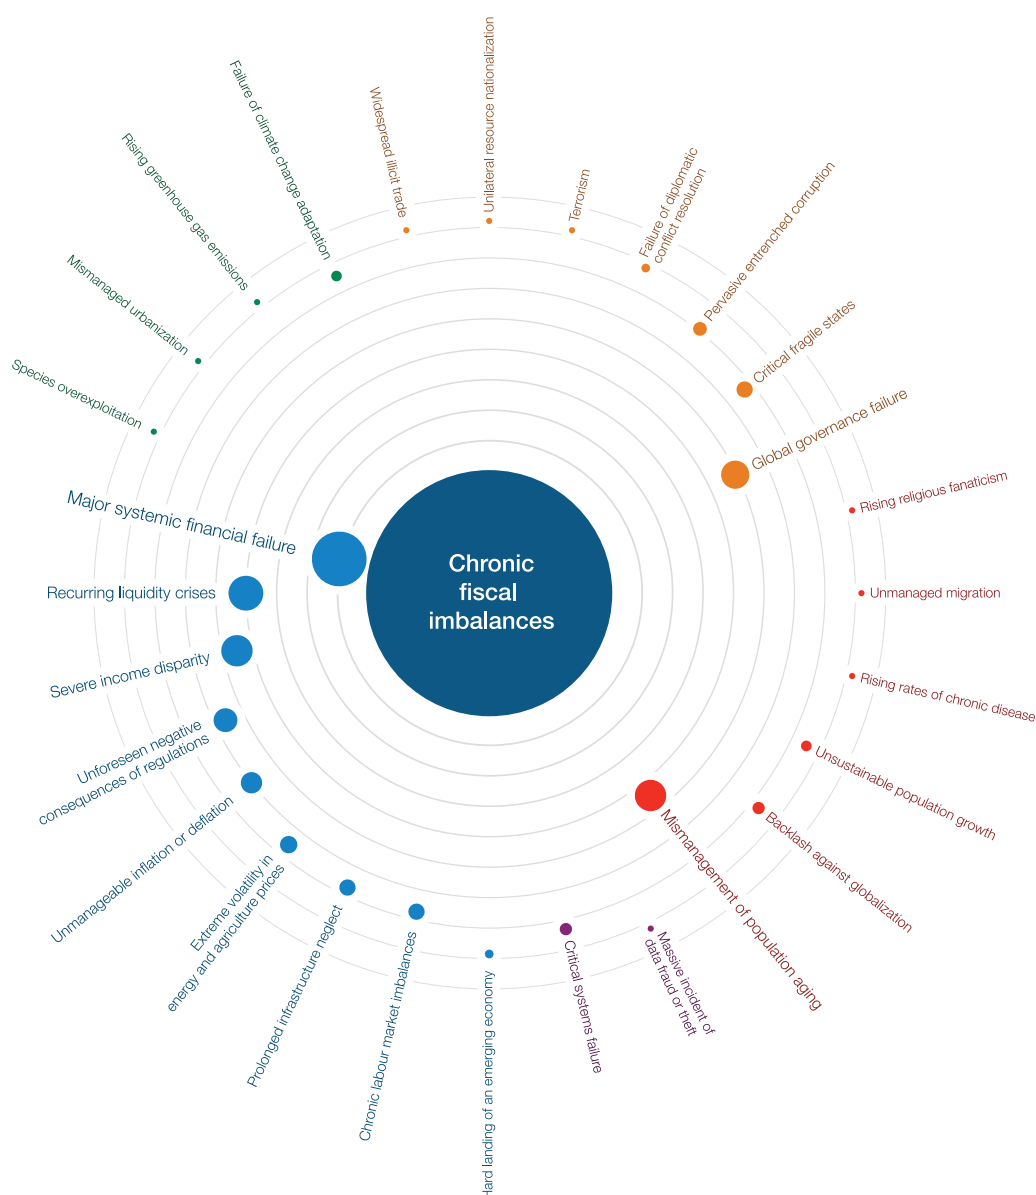 Unilateral resource nationalization
Terrorism
Failure of diplomatic
conflict resolution
Pervasive entrenched corruption
Critical fragile states
Global governance failure
Rising religious fanaticism
Unmanaged migration
Rising rates of chronic disease
Unsustainable population growth
Backlash against globalization
Mismanagement of population aging
Massive incident of
data fraud or theft
Critical systems failure
Hard landing of an emerging economy
Chronic labour market imbalances
Prolonged infrastructure neglect
Extreme volatility in
energy and agriculture prices
Unmanageable inflation or deflation
Unforeseen negative
consequences of regulations
Severe income disparity
Recurring liquidity crises
Major systemic financial failure
Species overexploitation
Mismanaged urbanization
Rising greenhouse gas emissions
Failure of climate change adaptation
Widespread illicit trade
Chronic
fiscal
imbalances